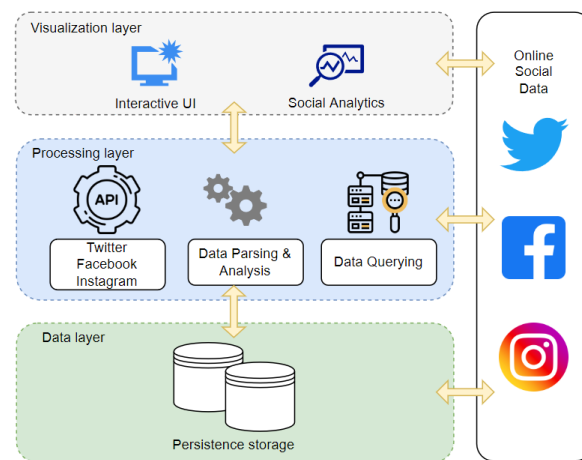 Visualization layer
Interactive UI
Social Analytics
Processing layer
API
Twitter
Facebook
Instagram
Data Parsing &
Analysis
Data Querying
Data layer
Persistence storage
Online
Social
Data